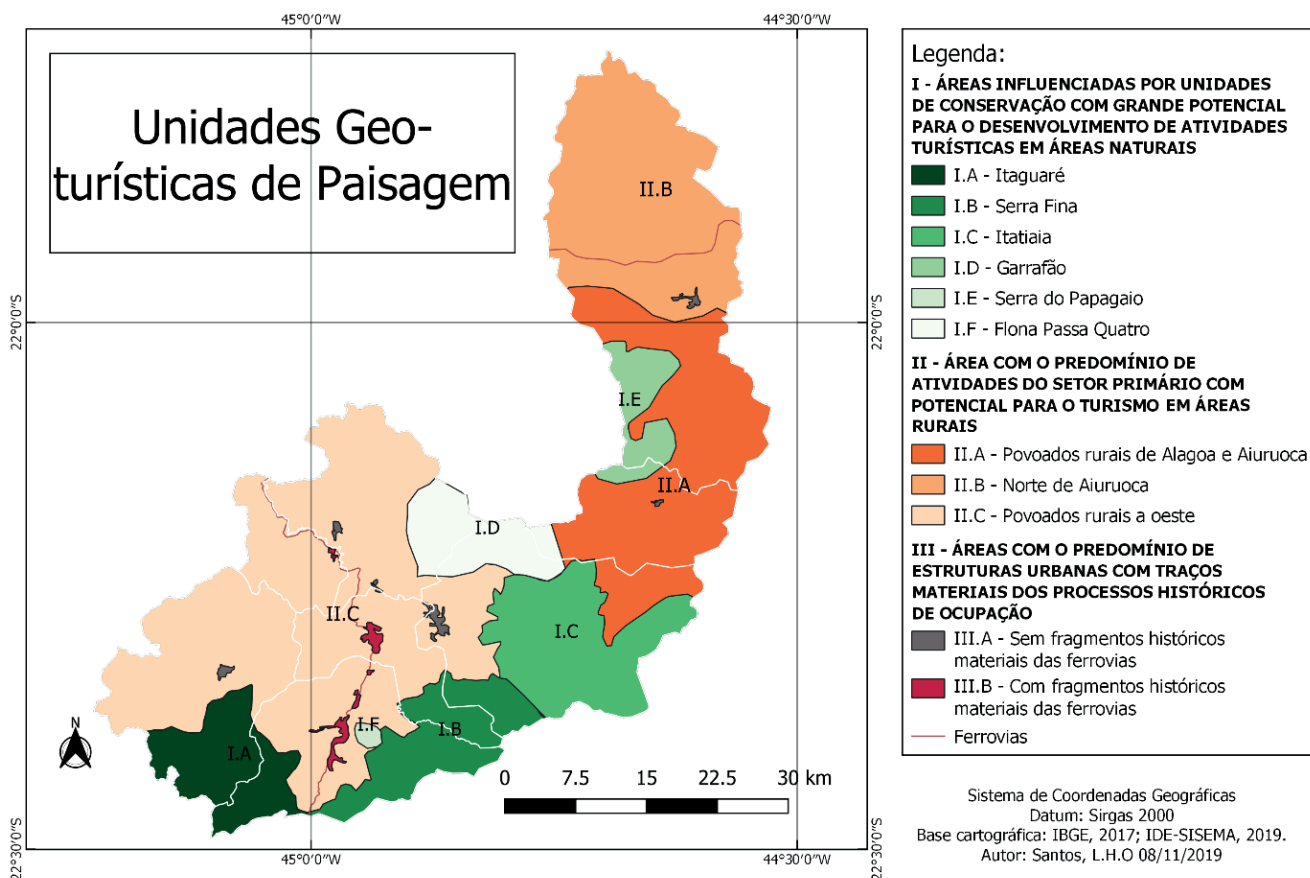 45°0'0"W
44°30'0"W
Unidades Geo-
turísticas de Paisagem
22°0'0"S
22°0'0"S
II.B
I.E
II.A
I.D
II.C
I.C
I.F
I.B
I.A
N
0 7.5 15 22.5 30 km
22°30'0"S
22°30'0"S
45°0'0"W
44°30'0"W
Legenda:
I - ÁREAS INFLUENCIADAS POR UNIDADES
DE CONSERVAÇÃO COM GRANDE POTENCIAL
PARA O DESENVOLVIMENTO DE ATIVIDADES
TURÍSTICAS EM ÁREAS NATURAIS
I.A - Itaguaré
I.B - Serra Fina
I.C - Itatiaia
I.D - Garrafão
I.E - Serra do Papagaio
I.F - Flona Passa Quatro
II - ÁREA COM O PREDOMÍNIO DE
ATIVIDADES DO SETOR PRIMÁRIO COM
POTENCIAL PARA O TURISMO EM ÁREAS
RURAIS
II.A - Povoados rurais de Alagoa e Aiuruoca
II.B - Norte de Aiuruoca
II.C - Povoados rurais a oeste
III - ÁREAS COM O PREDOMÍNIO DE
ESTRUTURAS URBANAS COM TRAÇOS
MATERIAIS DOS PROCESSOS HISTÓRICOS
DE OCUPAÇÃO
III.A - Sem fragmentos históricos
materiais das ferrovias
III.B - Com fragmentos históricos
materiais das ferrovias
Ferrovias
Sistema de Coordenadas Geográficas
Datum: Sirgas 2000
Base cartográfica: IBGE, 2017; IDE-SISEMA, 2019.
Autor: Santos, L.H.O 08/11/2019